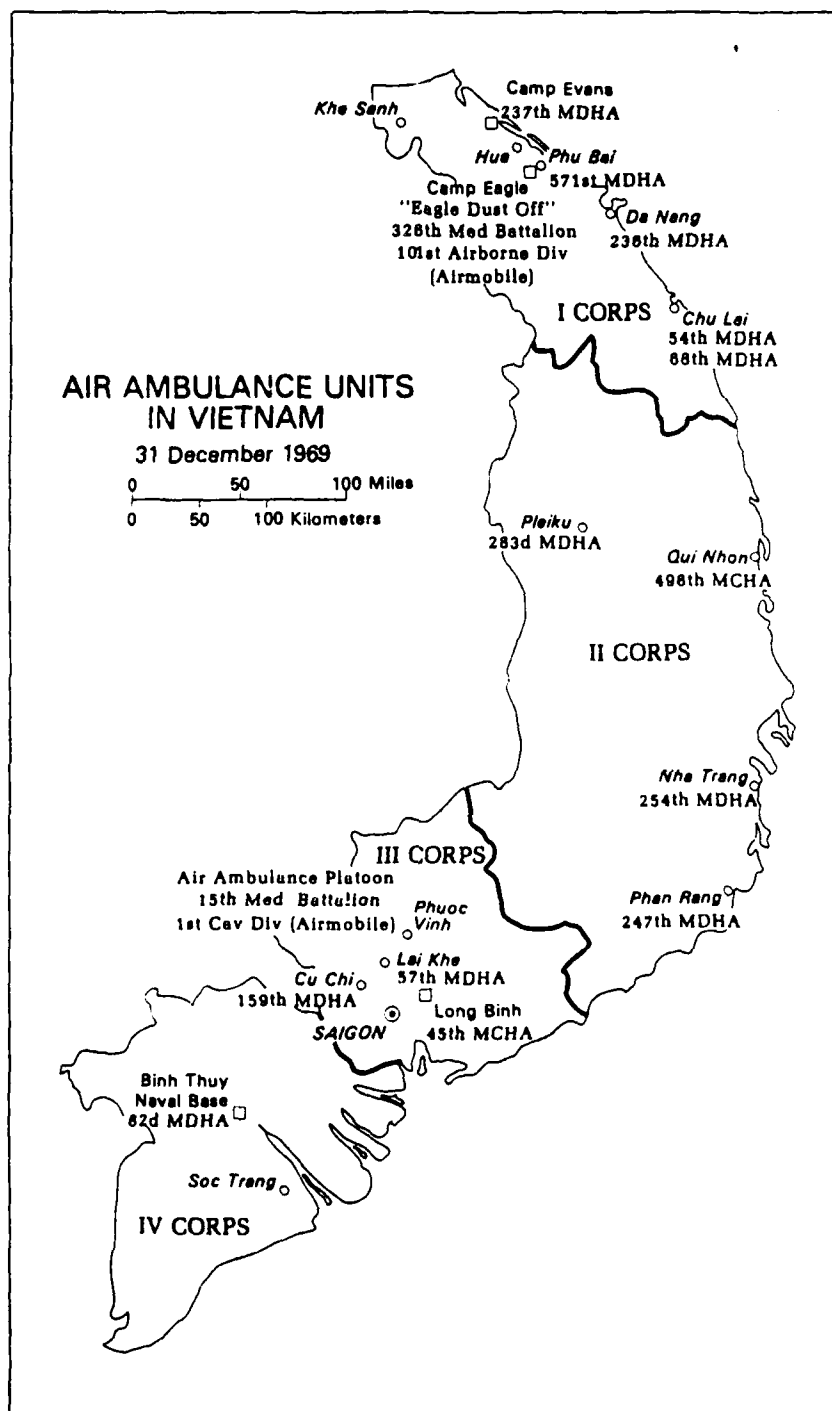 Camp Evans
237th MDHA
Khe Sanh
Hue
Phu Bai
571st MDHA
Camp Eagle
"Eagle Dust Off"
326th Med Battalion
101st Airborne Div
(Airmobile)
Da Nang
236th MDHA
I CORPS
Chu Lai
54th MDHA
68th MDHA
AIR AMBULANCE UNITS
IN VIETNAM
31 December 1969
0 50 100 Miles
0 50 100 Kilometers
Pleiku
283d MDHA
Qui Nhon
498th MCHA
II CORPS
Nha Trang
254th MDHA
III CORPS
Air Ambulance Platoon
15th Med Battalion
1st Cav Div (Airmobile)
Phuoc
Vinh
Phan Rang
247th MDHA
Lai Khe
57th MDHA
Cu Chi
159th MDHA
Long Binh
45th MCHA
SAIGON
Binh Thuy
Naval Base
82d MDHA
Soc Trang
IV CORPS